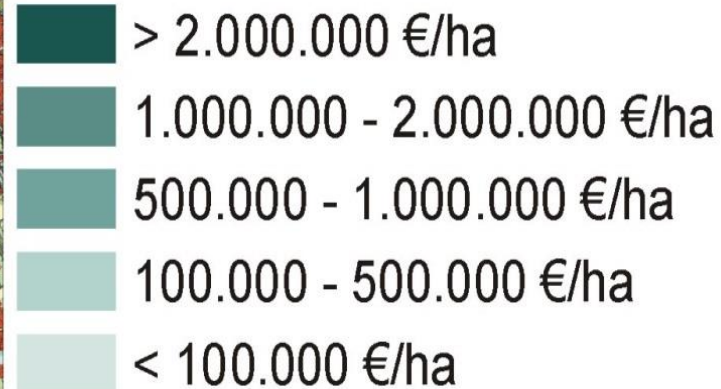 > 2.000.000 €/ha
1.000.000 - 2.000.000 €/ha
500.000 - 1.000.000 €/ha
100.000 - 500.000 €/ha
< 100.000 €/ha